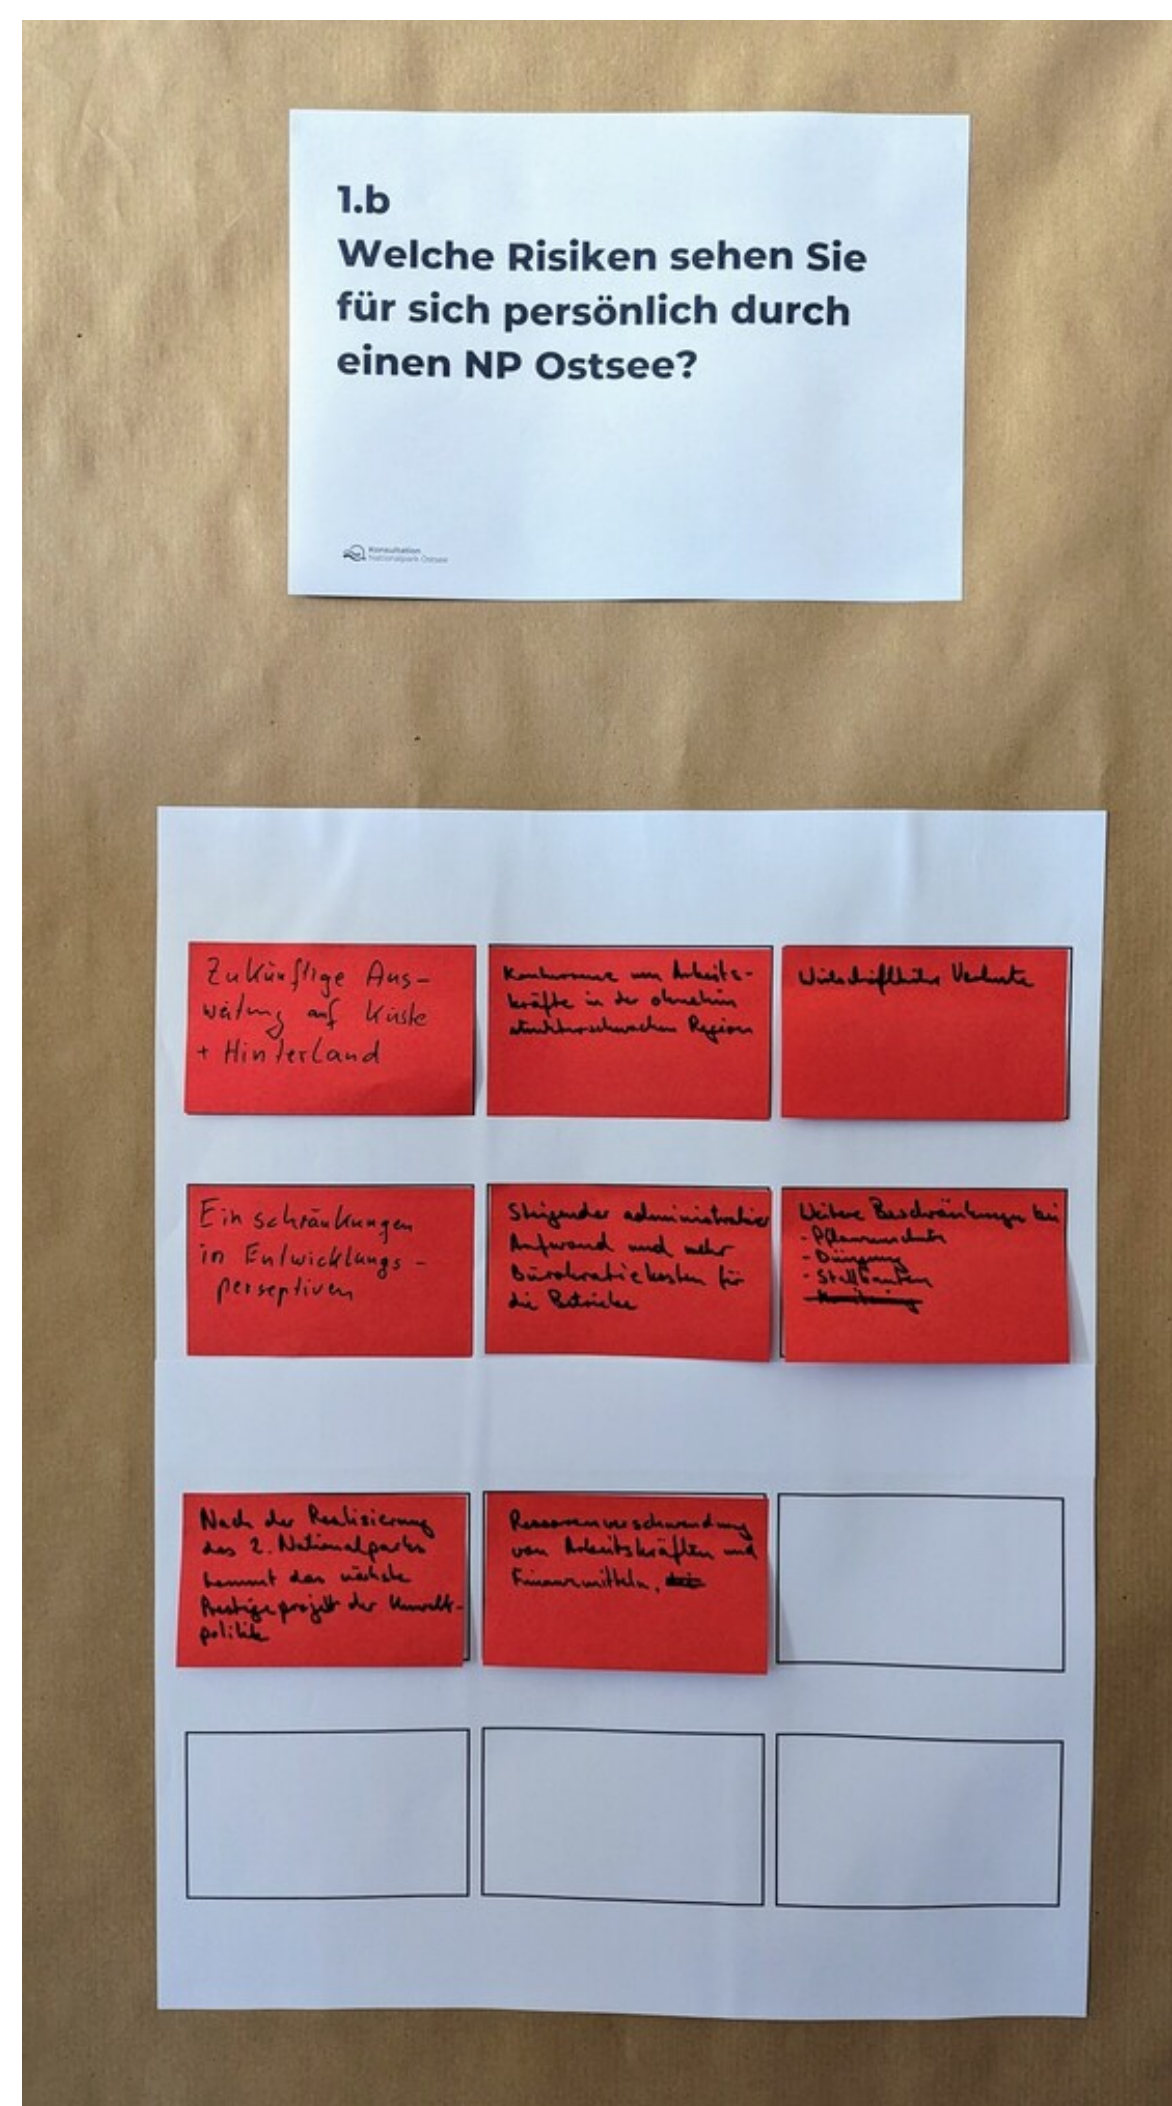 1.b
Welche Risiken sehen Sie
für sich persönlich durch
einen NP Ostsee?
Konsultation
Nationalpark Ostsee
Zukünftige Aus-
weitung auf Küste
+ Hinterland
Konkurrenz um Arbeits-
kräfte in der ohnehin
strukturschwachen Region
Wirtschaftliche Verluste
Einschränkungen
in Entwicklungs-
perseptiven
Steigender administrativer
Aufwand und mehr
Bürokratiekosten für
die Betriebe
Weitere Beschränkungen bei
- Pflanzenschutz
- Düngung
- Stallbauten
- Monitoring
Nach der Realisierung
des 2. Nationalparks
kommt das nächste
Prestigeprojekt der Umwelt-
politik
Ressourcenverschwendung
von Arbeitskräften und
Finanzmitteln,